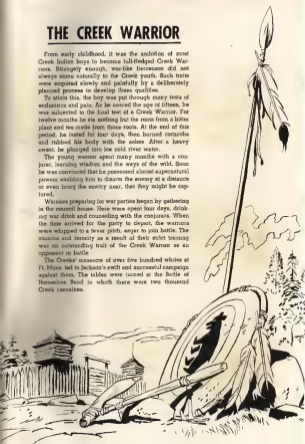 THE CREEK WARRIOR
From early childhood, it was the ambition of most
Creek Indian boys to become full-fledged Creek War-
riors. Strangely enough, war-like fierceness did not
always come naturally to the Creek youth. Such traits
were acquired slowly and painfully by a deliberately
planned process to develop these qualities.
To attain this, the boy was put through many tests of
endurance and pain. As he neared the age of fifteen, he
was subjected to the final test of a Creek Warrior. For
twelve months he ate nothing but the roots from a bitter
plant and tea made from those roots. At the end of this
period, he fasted for four days, then burned corncobs
and rubbed his body with the ashes. After a heavy
sweat, he plunged into ice cold river water.
The young warrior spent many months with a con-
jurer, learning wisdom and the ways of the wild. Soon
he was convinced that he possessed almost supernatural
powers enabling him to disarm the enemy at a distance
or even bring the enemy near, that they might be cap-
tured.
Warriors preparing for war parties began by gathering
in the council house. Here were spent four days, drink-
ing war drink and counseling with the conjurers. When
the time arrived for the party to depart, the warriors
were whipped to a fever pitch, eager to join battle. The
stamina and ferocity as a result of their strict training
was an outstanding trait of the Creek Warrior as an
opponent in battle.
The Creeks' massacre of over five hundred whites at
Ft. Mims led to Jackson's swift and successful campaign
against them. The tables were turned at the Battle of
Horseshoe Bend in which there were two thousand
Creek casualties.